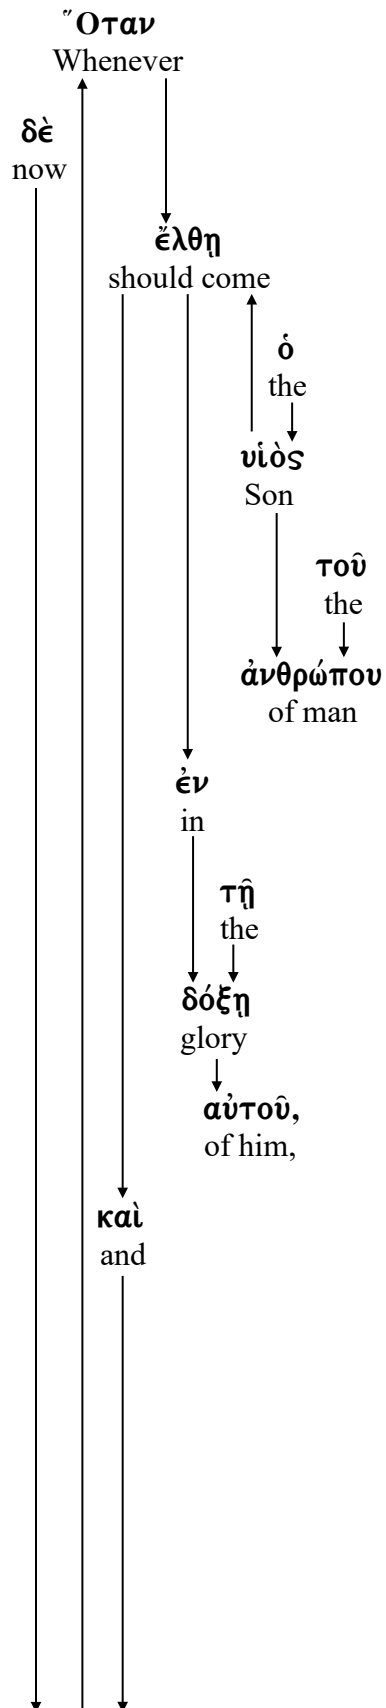 Ὅταν
Whenever
δὲ
now
ἔλθῃ
should come
ὁ
the
υἱὸς
Son
τοῦ
the
ἀνθρώπου
of man
ἐν
in
τῇ
the
δόξῃ
glory
αὐτοῦ,
of him,
καὶ
and